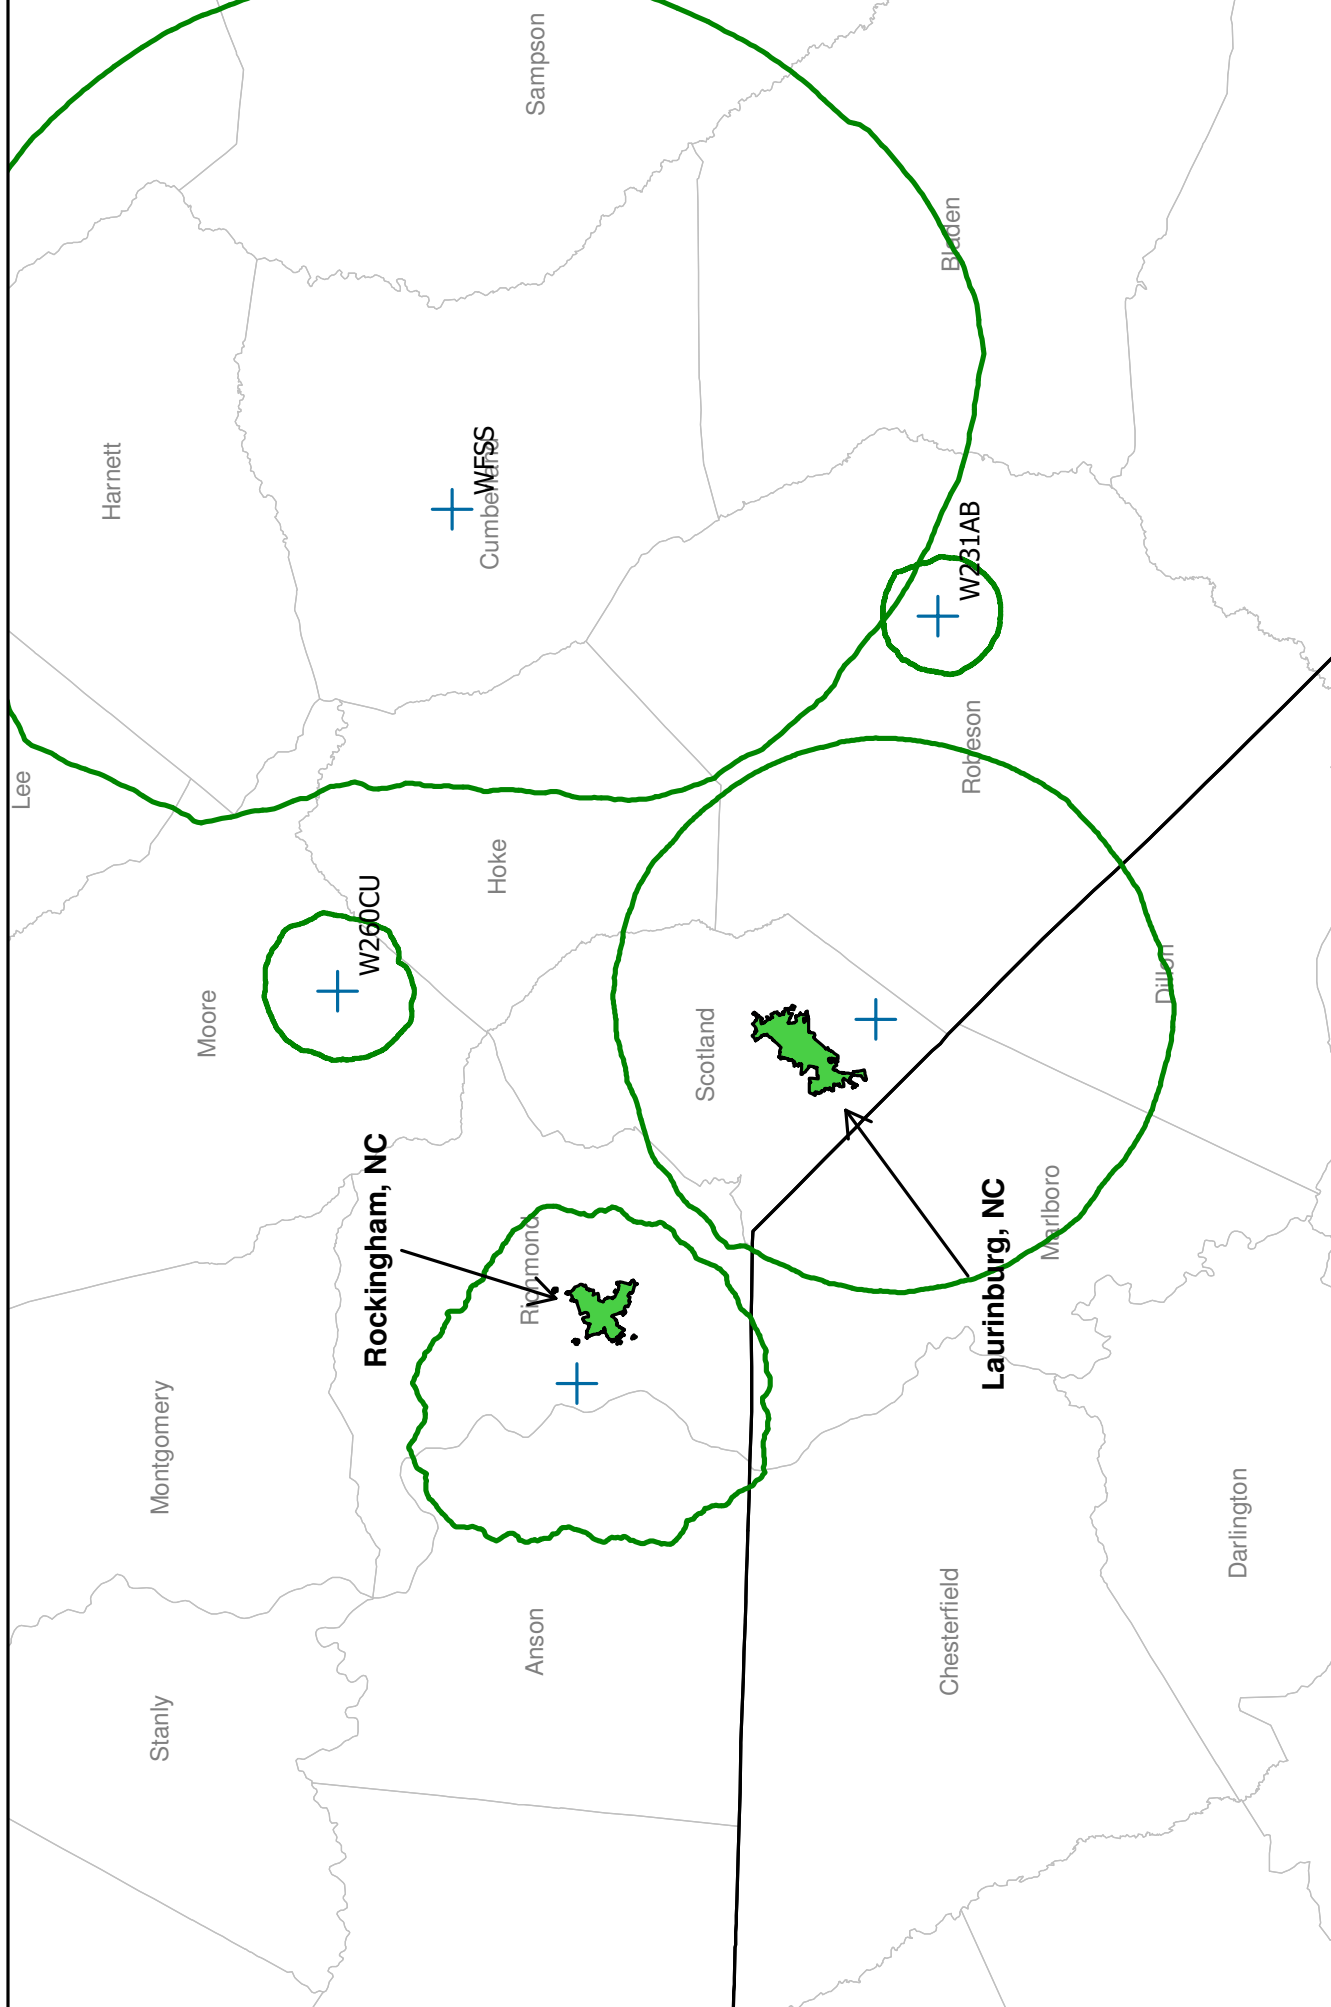 Stanly
Montgomery
Moore
Lee
Harnett
Rockingham, NC
W260CU
Anson
Richmond
Hoke
Cumberland
WFSS
Sampson
Scotland
Chesterfield
Laurinburg, NC
Marlboro
Robeson
W231AB
Bladen
Darlington
Dillon